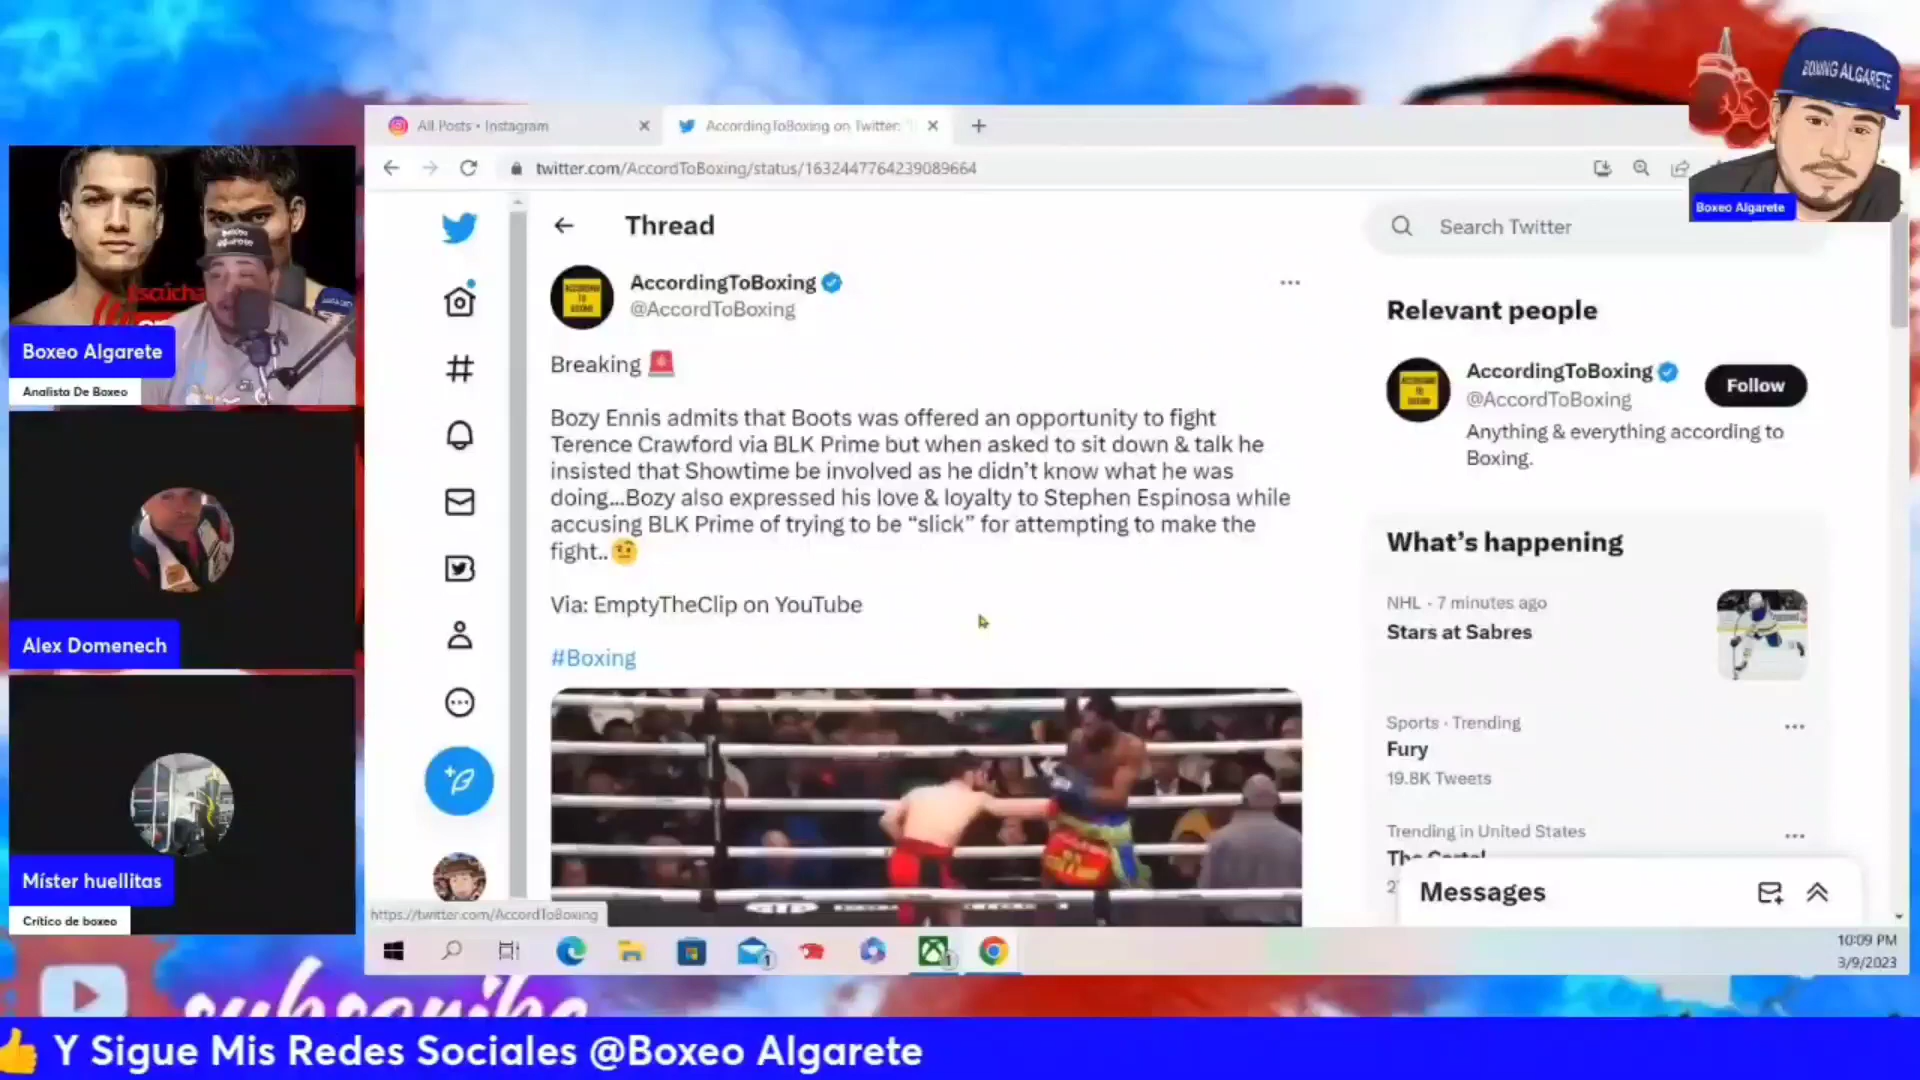 BOXING ALGARETE
Boxeo Algarete
All Posts • Instagram
AccordingToBoxing on Twitter: "
twitter.com/AccordToBoxing/status/1632447764239089664
Boxeo Algarete
Analista De Boxeo
Alex Domenech
Míster huellitas
Crítico de boxeo
Thread
AccordingToBoxing
@AccordToBoxing
Breaking 🚨
Bozy Ennis admits that Boots was offered an opportunity to fight
Terence Crawford via BLK Prime but when asked to sit down & talk he
insisted that Showtime be involved as he didn't know what he was
doing...Bozy also expressed his love & loyalty to Stephen Espinosa while
accusing BLK Prime of trying to be "slick" for attempting to make the
fight..🤨
Via: EmptyTheClip on YouTube
#Boxing
Search Twitter
Relevant people
AccordingToBoxing
@AccordToBoxing
Follow
Anything & everything according to
Boxing.
What's happening
NHL · 7 minutes ago
Stars at Sabres
Sports · Trending
Fury
19.8K Tweets
Trending in United States
Messages
https://twitter.com/AccordToBoxing
10:09 PM
3/9/2023
subscribe
👍 Y Sigue Mis Redes Sociales @Boxeo Algarete